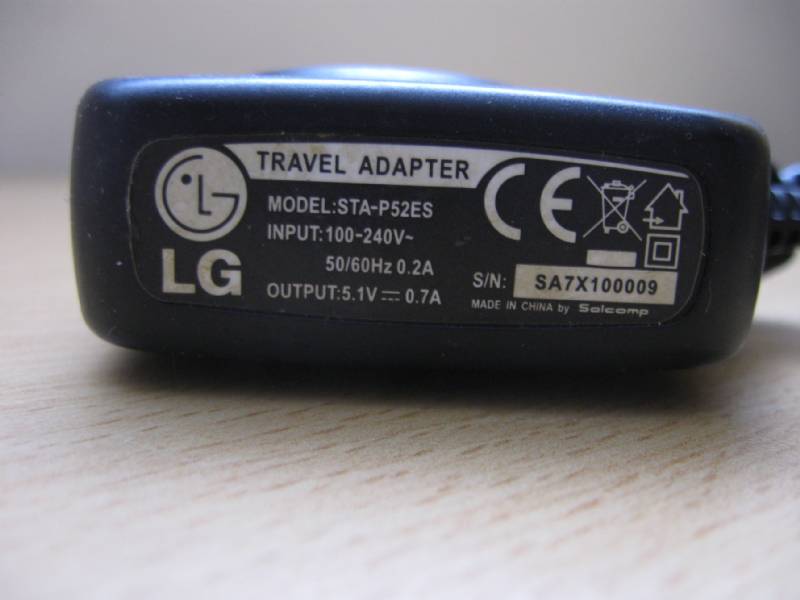 TRAVEL ADAPTER
LG
MODEL:STA-P52ES
INPUT:100-240V~
50/60Hz 0.2A
OUTPUT:5.1V⎓0.7A
CE
S/N: SA7X100009
MADE IN CHINA by Salcomp